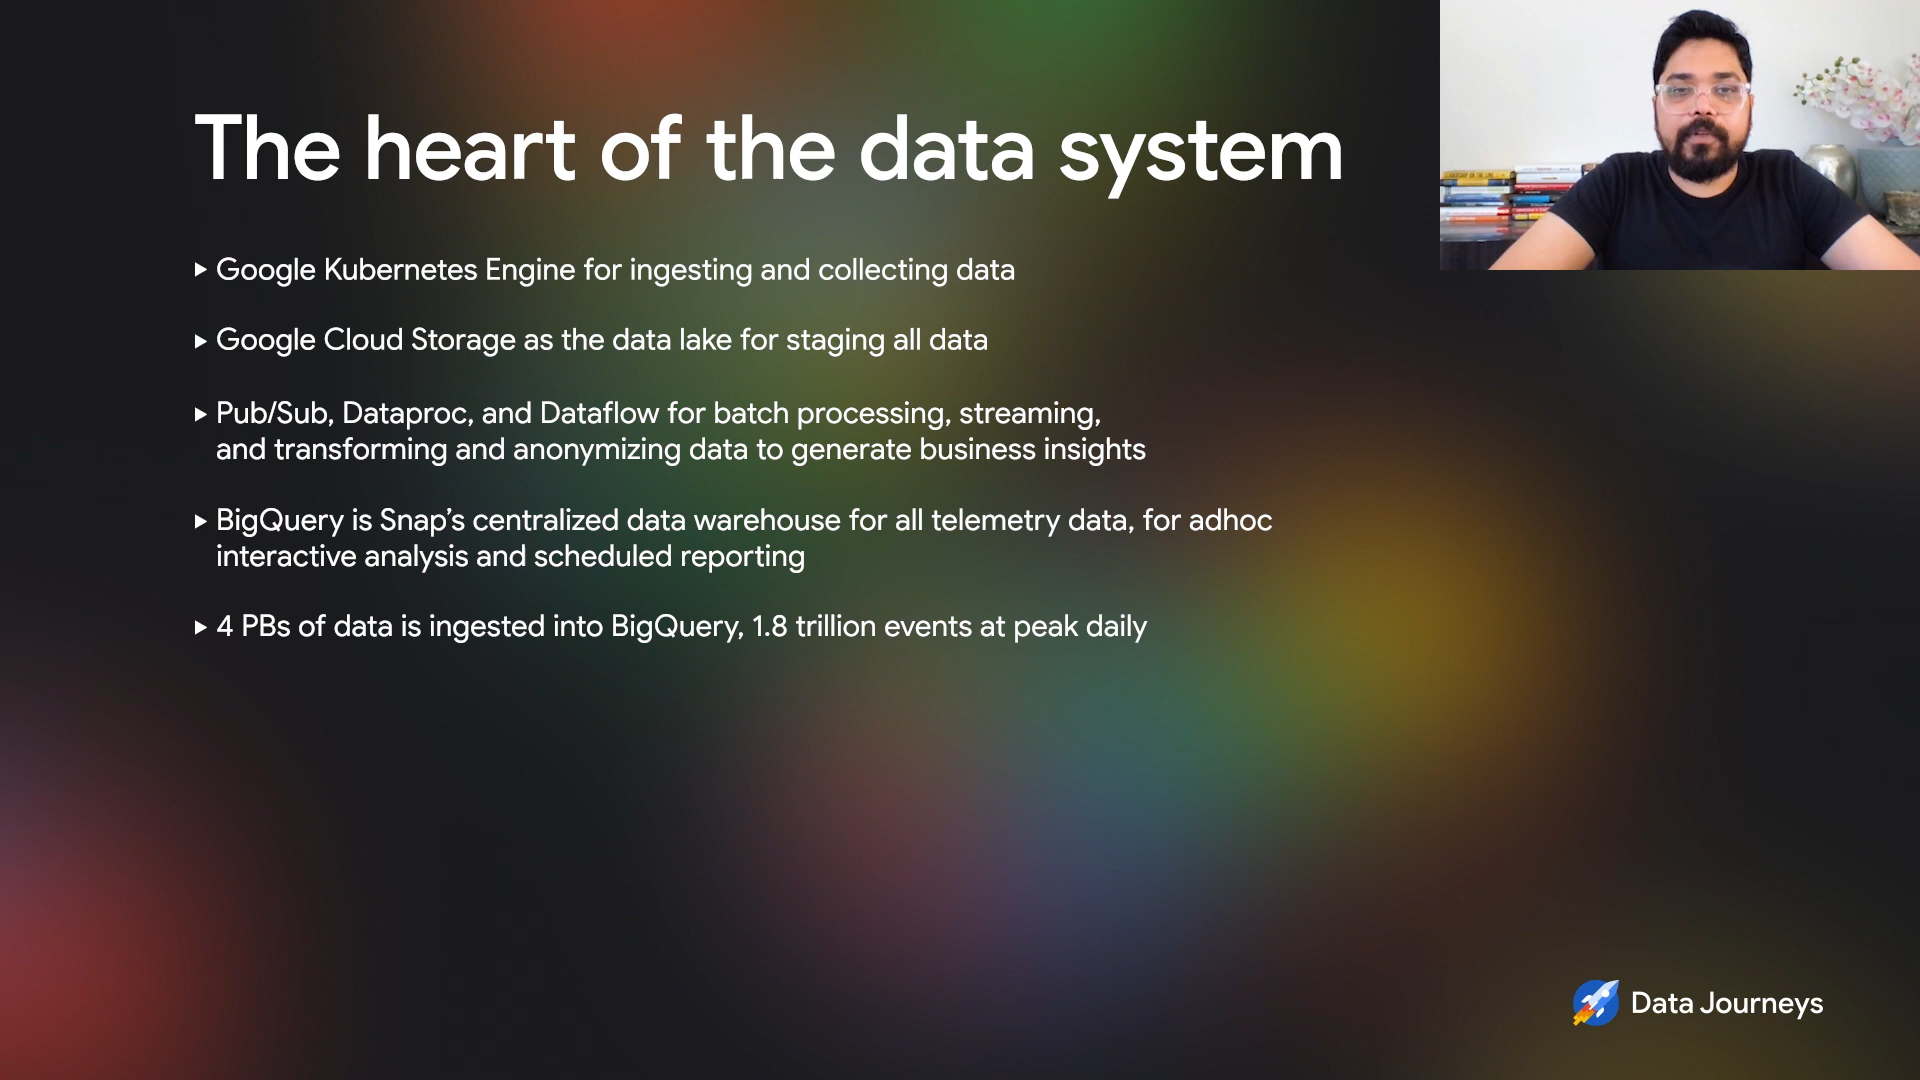 The heart of the data system
▸ Google Kubernetes Engine for ingesting and collecting data
▸ Google Cloud Storage as the data lake for staging all data
▸ Pub/Sub, Dataproc, and Dataflow for batch processing, streaming,
and transforming and anonymizing data to generate business insights
▸ BigQuery is Snap’s centralized data warehouse for all telemetry data, for adhoc
interactive analysis and scheduled reporting
▸ 4 PBs of data is ingested into BigQuery, 1.8 trillion events at peak daily
Data Journeys